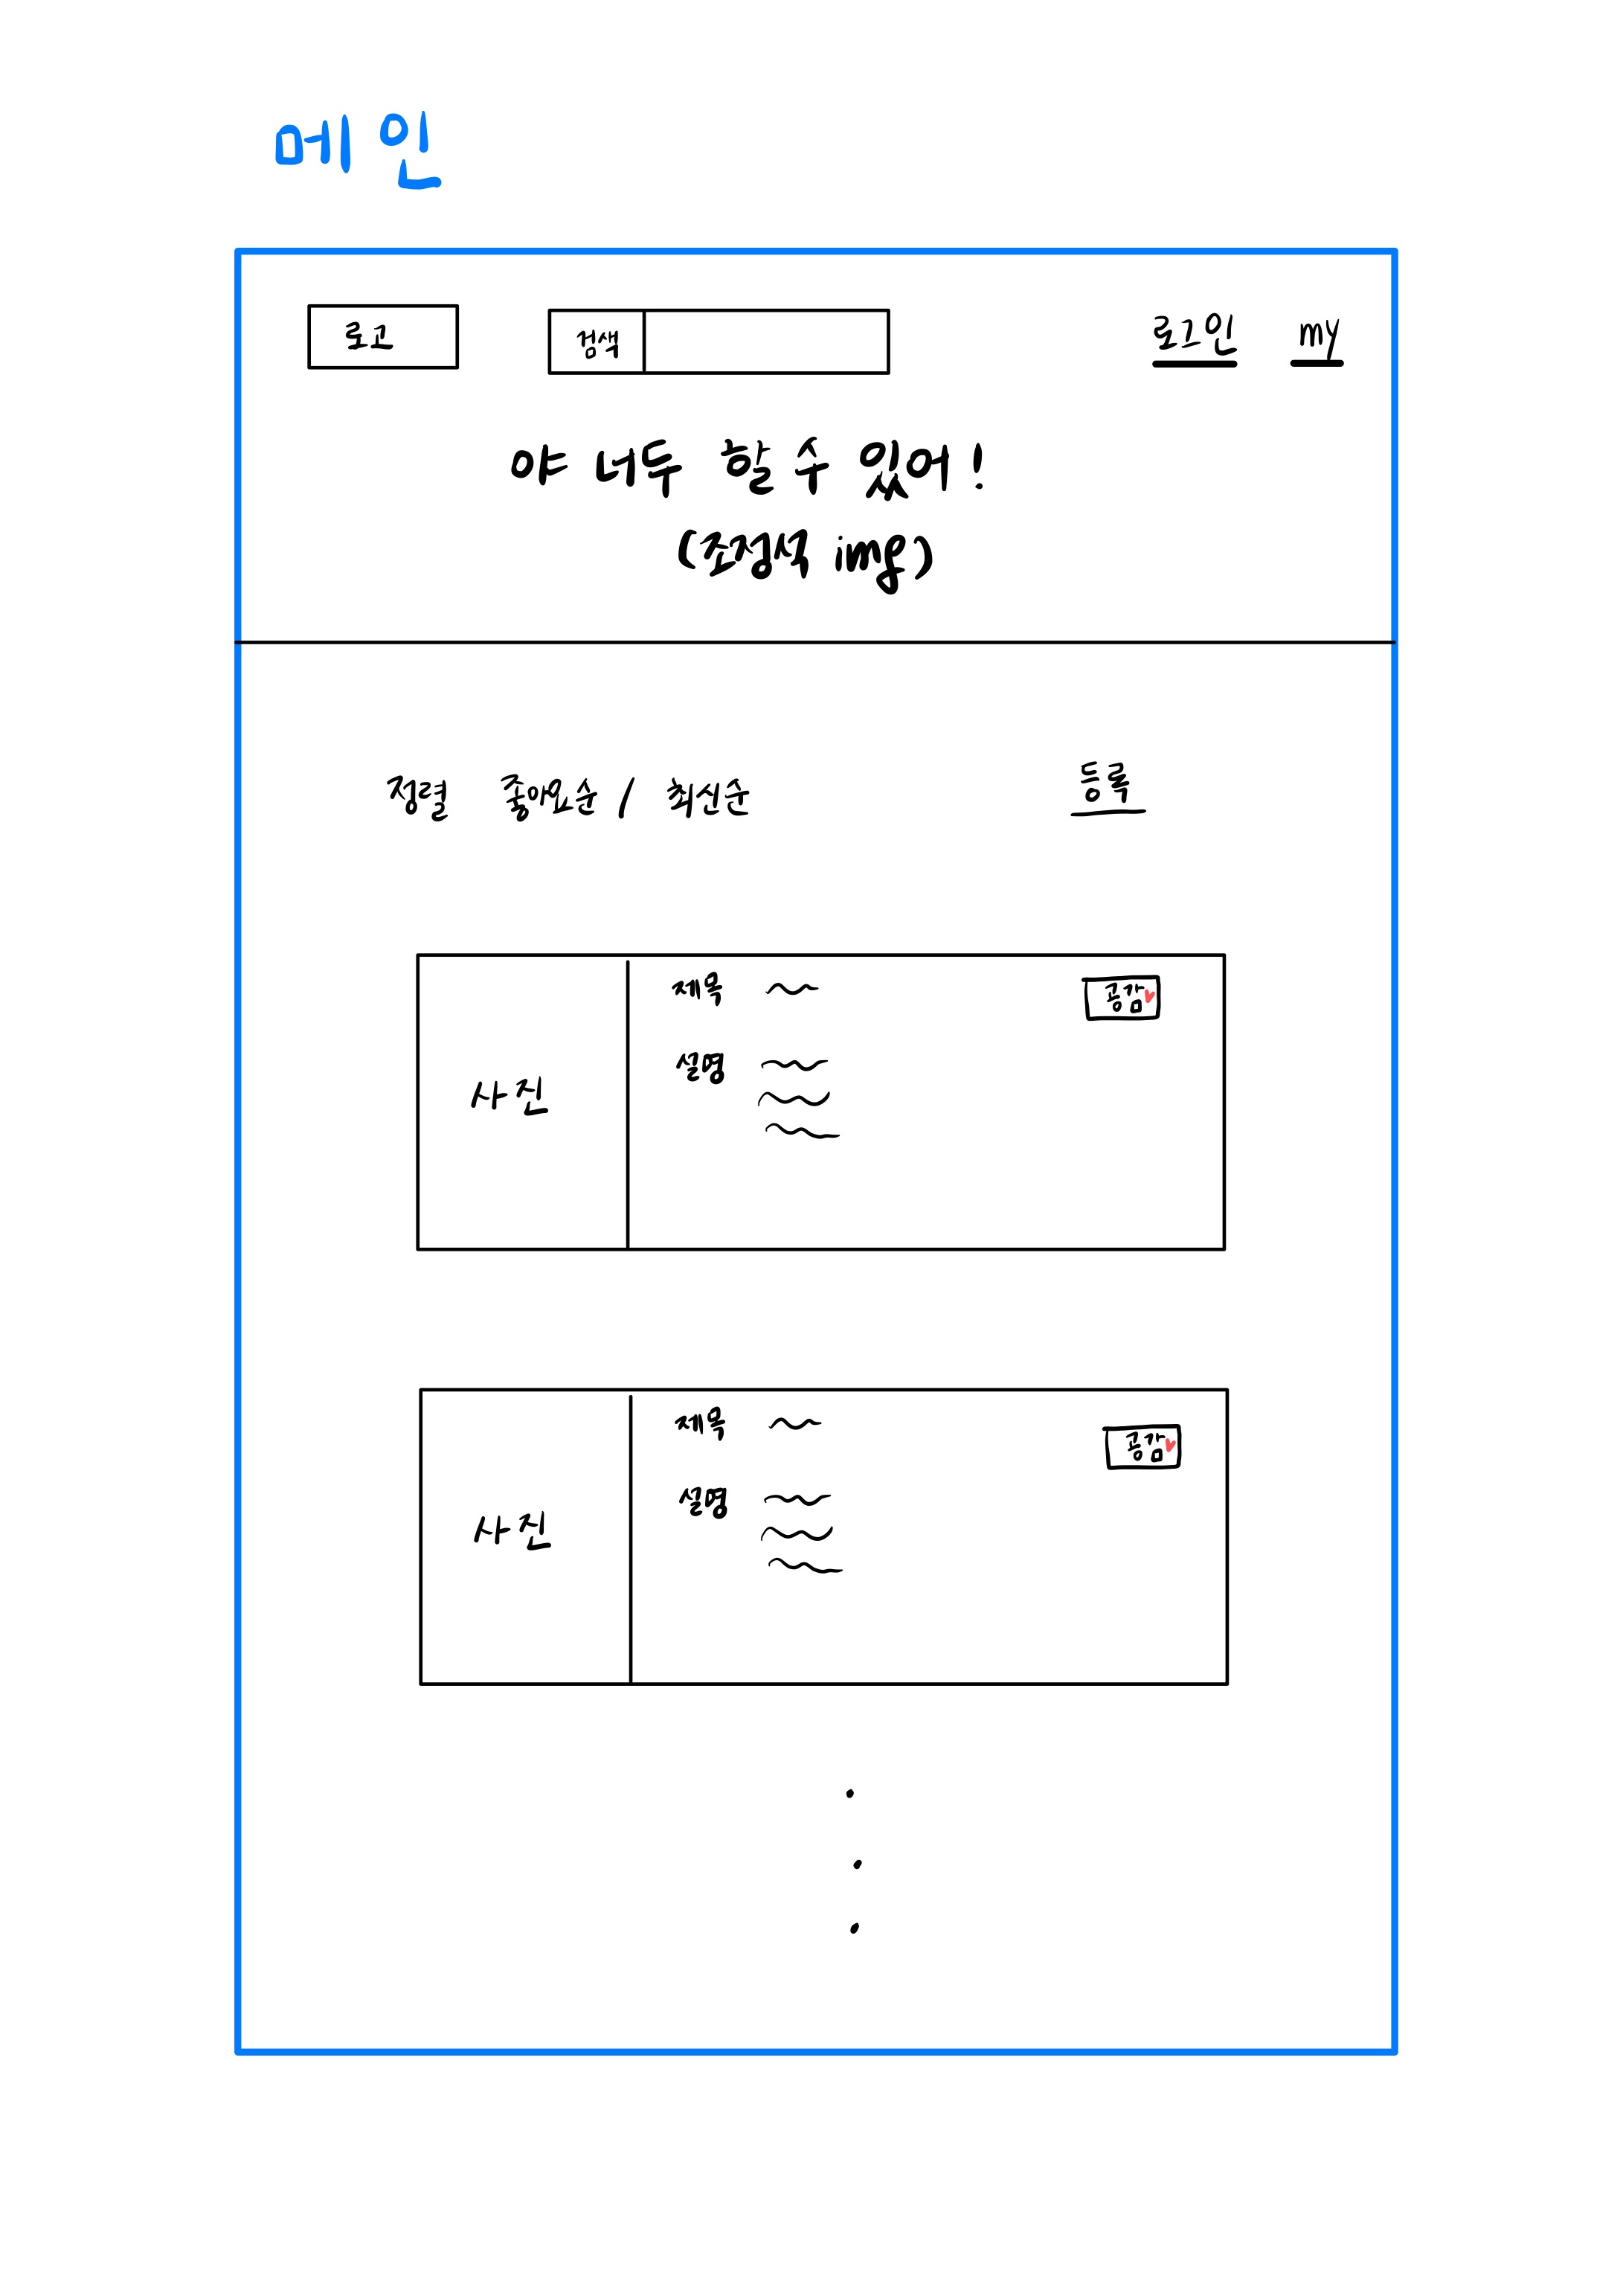 메인
로고 검색 로그인 my
야 너두 할 수 있어!
(조정석 img)
정렬 좋아요순 / 최신순 등록
제목 공감
사진 설명
제목 공감
사진 설명